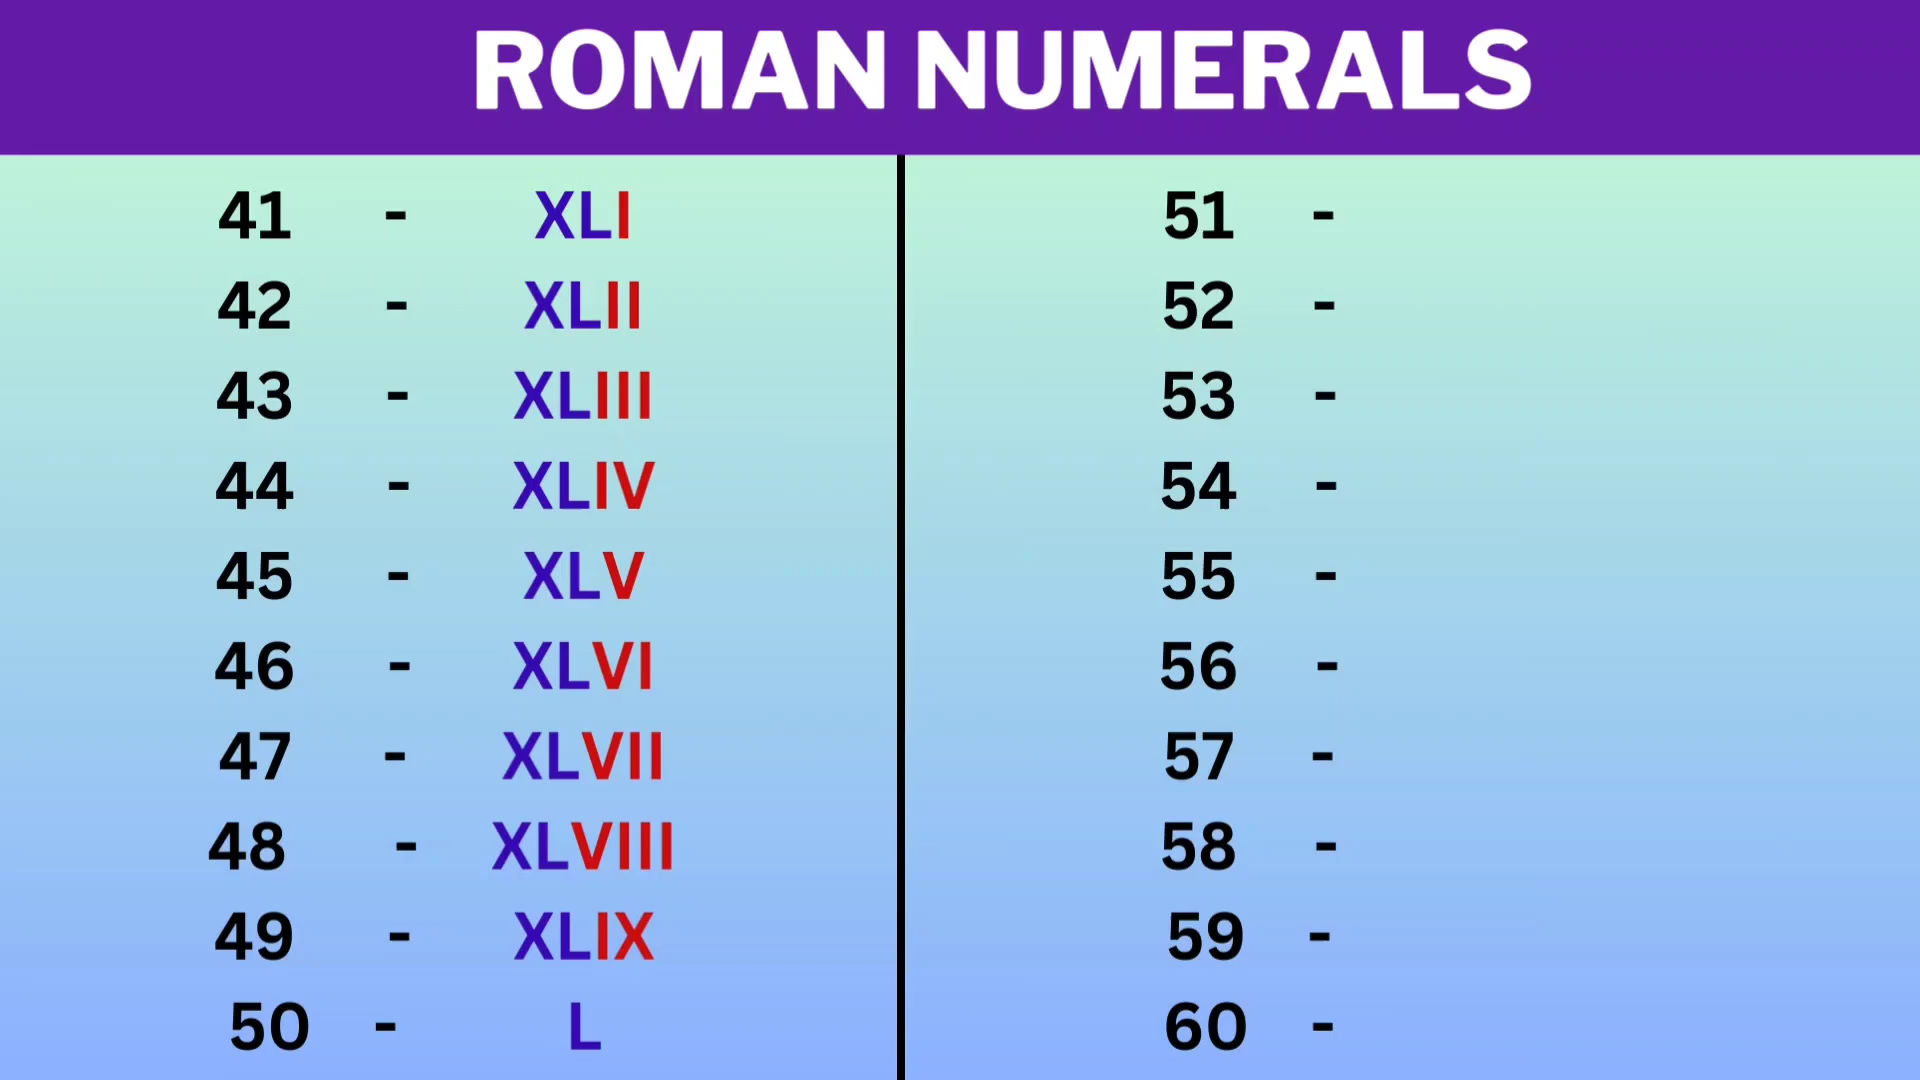 ROMAN NUMERALS
41 - XLI
42 - XLII
43 - XLIII
44 - XLIV
45 - XLV
46 - XLVI
47 - XLVII
48 - XLVIII
49 - XLIX
50 - L
51 -
52 -
53 -
54 -
55 -
56 -
57 -
58 -
59 -
60 -